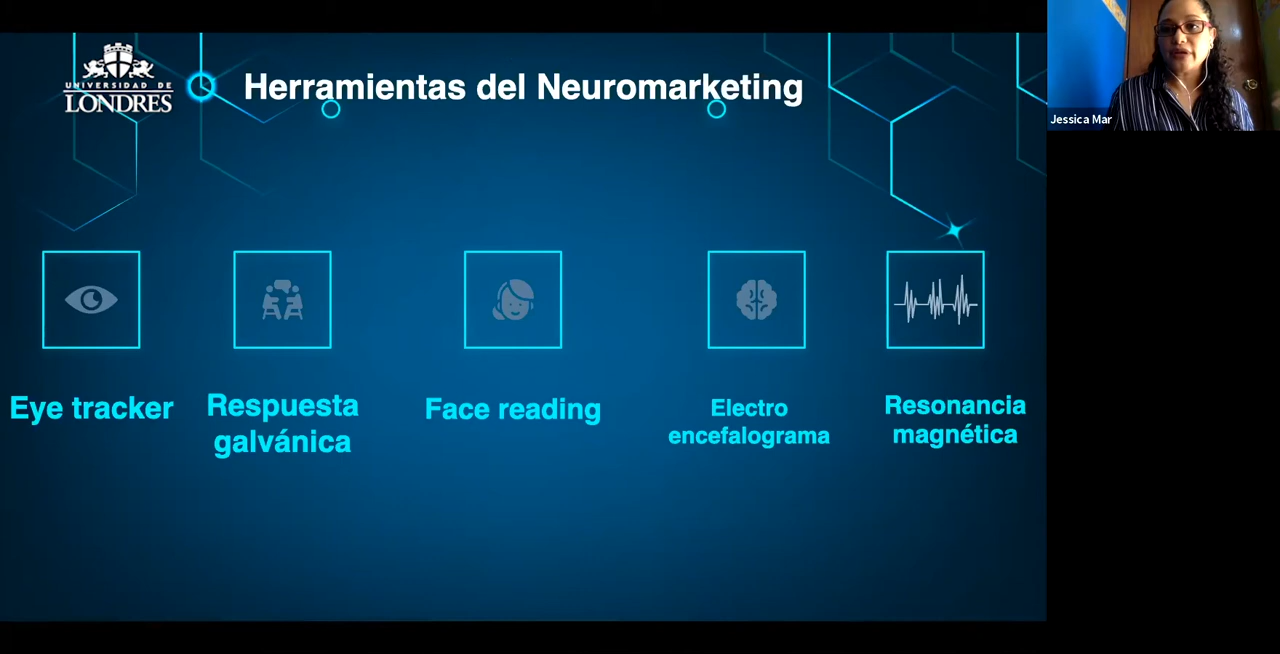 UNIVERSIDAD DE
LONDRES
Herramientas del Neuromarketing
Eye tracker
Respuesta
galvánica
Face reading
Electro
encefalograma
Resonancia
magnética
Jessica Mar